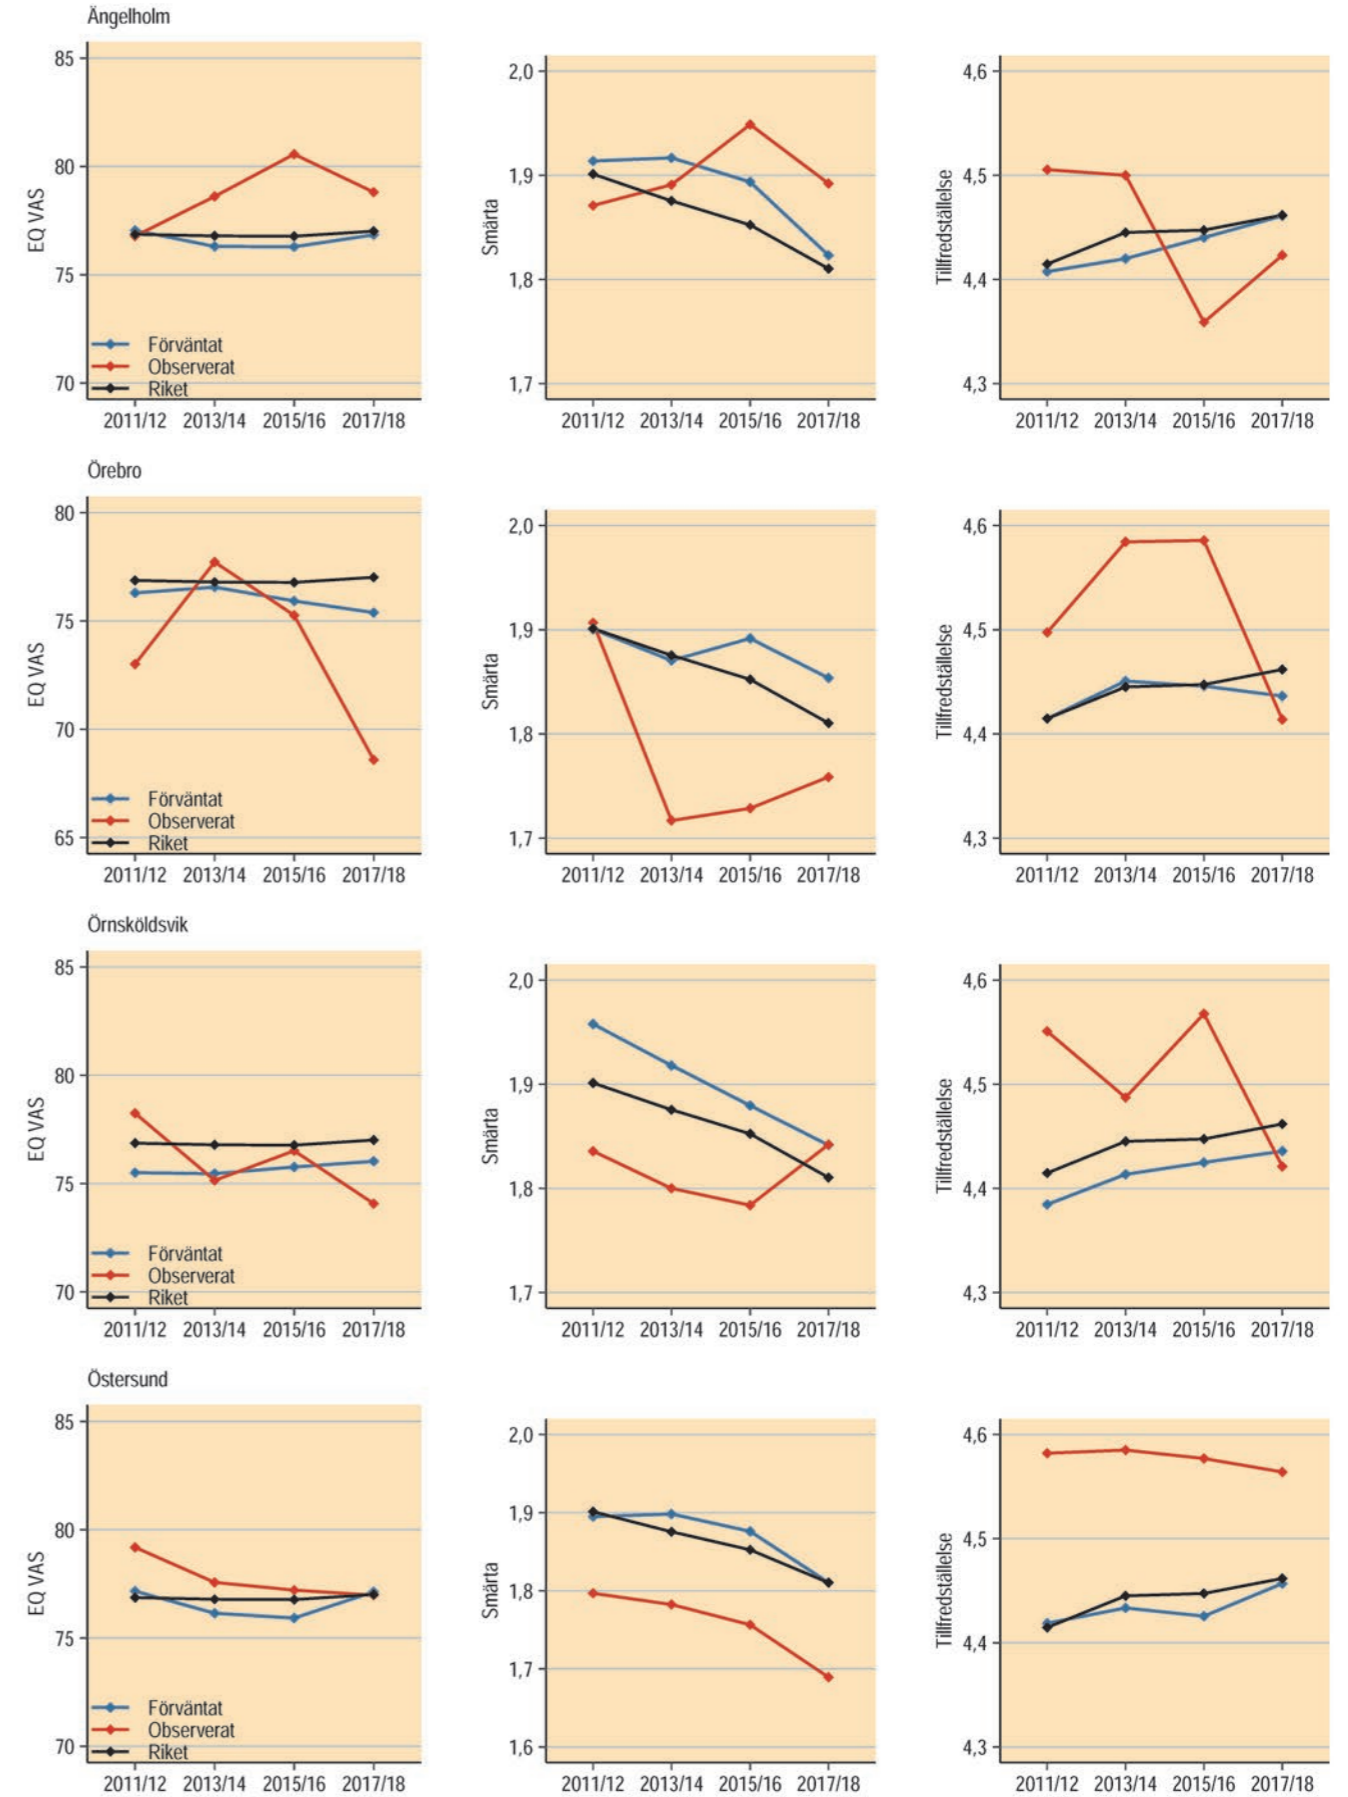 Ängelholm
85
80
75
70
EQ VAS
Förväntat
Observerat
Riket
2011/12 2013/14 2015/16 2017/18
2,0
1,9
1,8
1,7
Smärta
2011/12 2013/14 2015/16 2017/18
4,6
4,5
4,4
4,3
Tillfredställelse
2011/12 2013/14 2015/16 2017/18
Örebro
80
75
70
65
EQ VAS
Förväntat
Observerat
Riket
2011/12 2013/14 2015/16 2017/18
2,0
1,9
1,8
1,7
Smärta
2011/12 2013/14 2015/16 2017/18
4,6
4,5
4,4
4,3
Tillfredställelse
2011/12 2013/14 2015/16 2017/18
Örnsköldsvik
85
80
75
70
EQ VAS
Förväntat
Observerat
Riket
2011/12 2013/14 2015/16 2017/18
2,0
1,9
1,8
1,7
Smärta
2011/12 2013/14 2015/16 2017/18
4,6
4,5
4,4
4,3
Tillfredställelse
2011/12 2013/14 2015/16 2017/18
Östersund
85
80
75
70
EQ VAS
Förväntat
Observerat
Riket
2011/12 2013/14 2015/16 2017/18
2,0
1,9
1,8
1,7
1,6
Smärta
2011/12 2013/14 2015/16 2017/18
4,6
4,5
4,4
4,3
Tillfredställelse
2011/12 2013/14 2015/16 2017/18